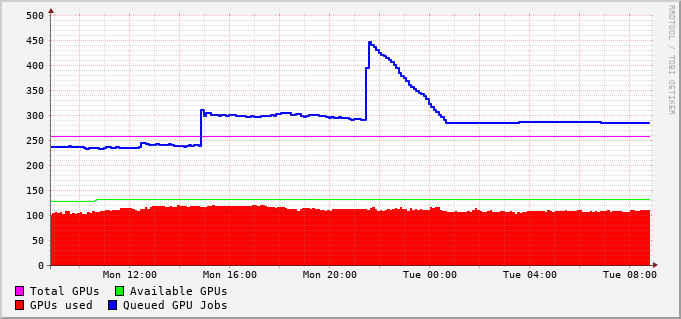 500
450
400
350
300
250
200
150
100
50
0
Mon 12:00 Mon 16:00 Mon 20:00 Tue 00:00 Tue 04:00 Tue 08:00
Total GPUs Available GPUs
GPUs used Queued GPU Jobs
RRDTOOL / TOBI OETIKER